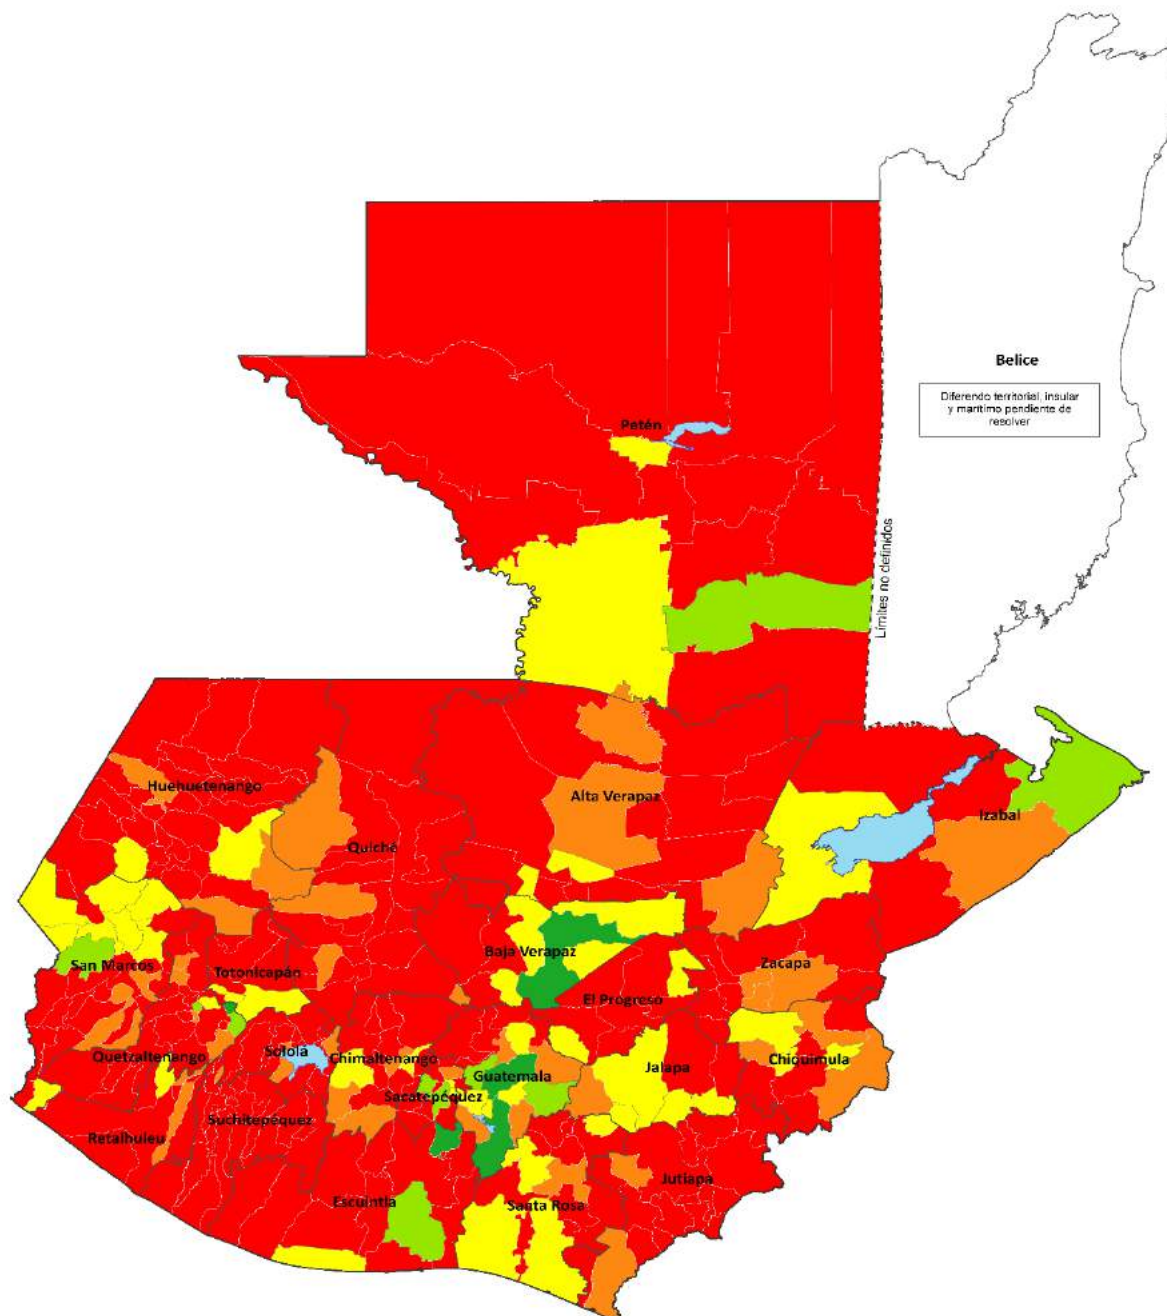 Belice
Diferendo territorial, insular
y marítimo pendiente de
resolver
Petén
Límites no definidos
Huehuetenango
Alta Verapaz
Izabal
Quiché
Baja Verapaz
San Marcos
Totonicapán
Zacapa
El Progreso
Quetzaltenango
Sololá
Chimaltenango
Guatemala
Jalapa
Chiquimula
Sacatepéquez
Retalhuleu
Suchitepéquez
Jutiapa
Escuintla
Santa Rosa